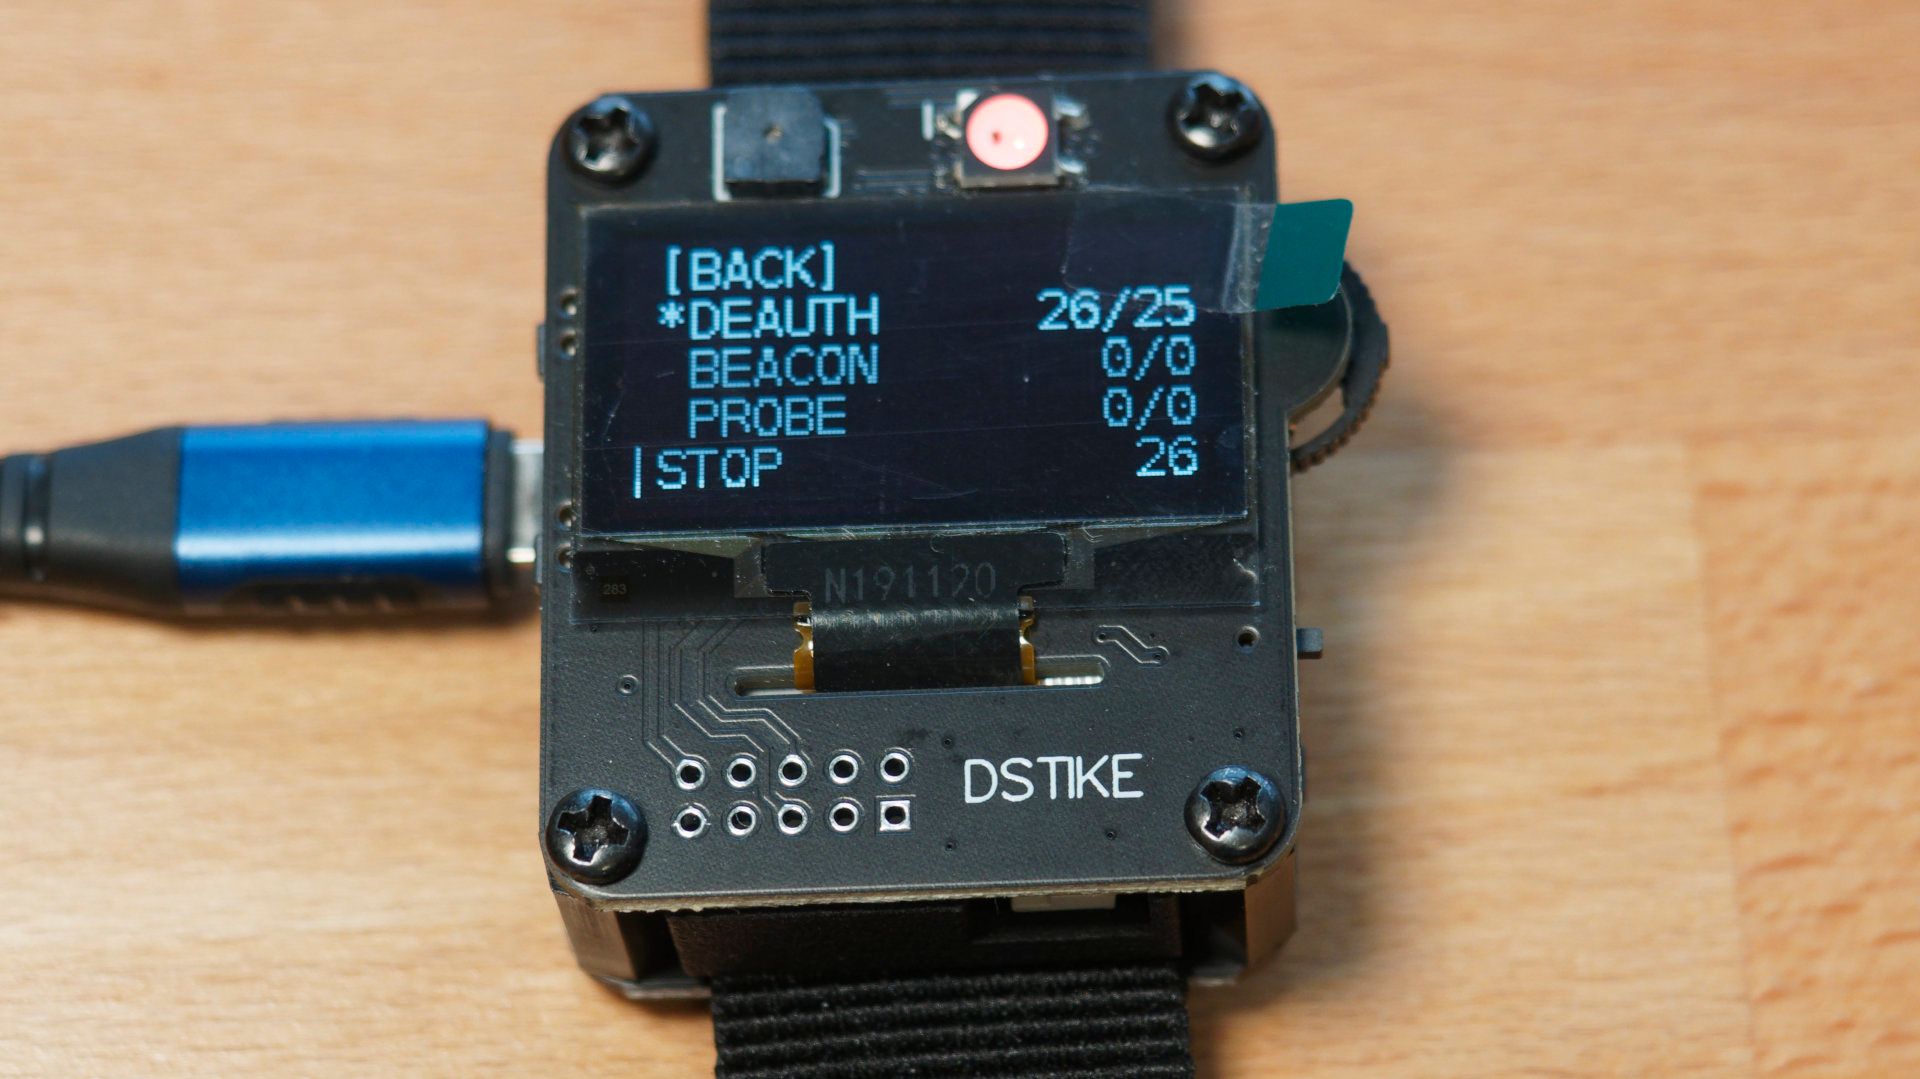 [BACK]
*DEAUTH 26/25
BEACON 0/0
PROBE 0/0
|STOP 26
283
N191120
DSTIKE